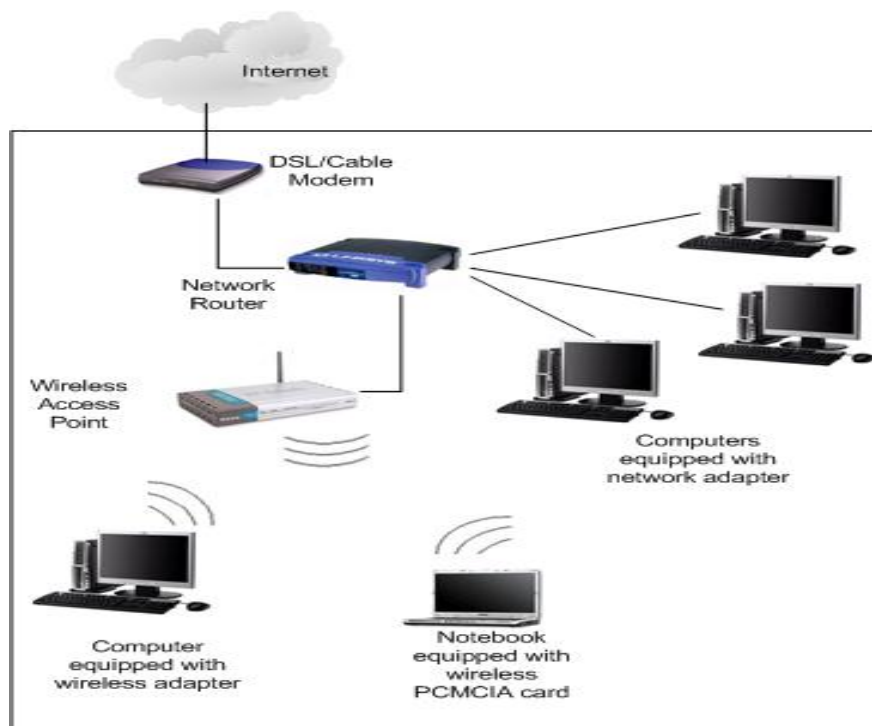 Internet
DSL/Cable
Modem
Network
Router
LINKSYS
Wireless
Access
Point
Computers
equipped with
network adapter
Computer
equipped with
wireless adapter
Notebook
equipped with
wireless
PCMCIA card